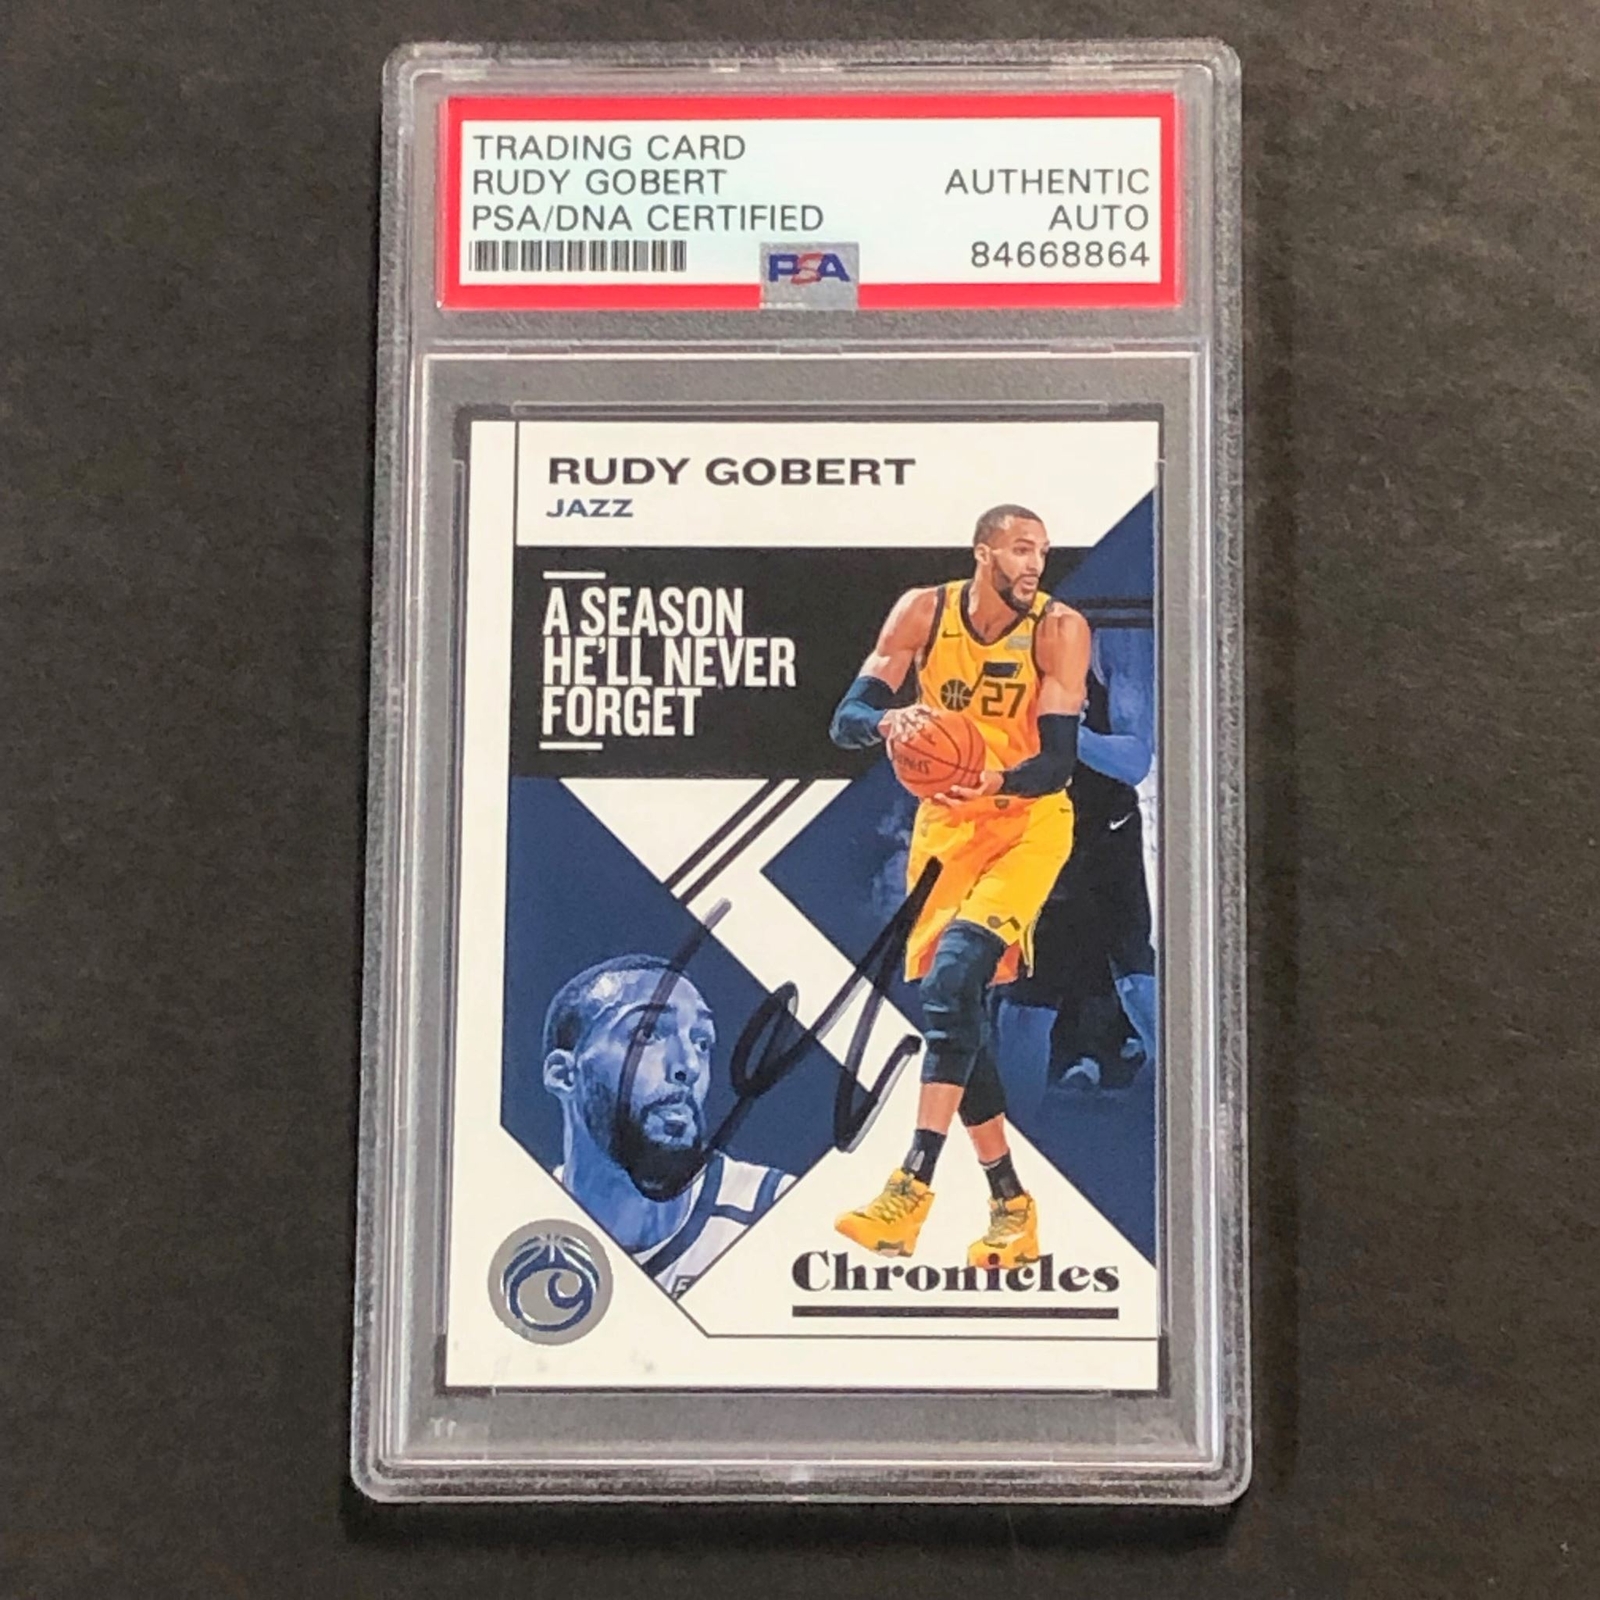 TRADING CARD
RUDY GOBERT
PSA/DNA CERTIFIED
AUTHENTIC
AUTO
84668864
PSA
RUDY GOBERT
JAZZ
A SEASON
HE'LL NEVER
FORGET
27
Chronicles